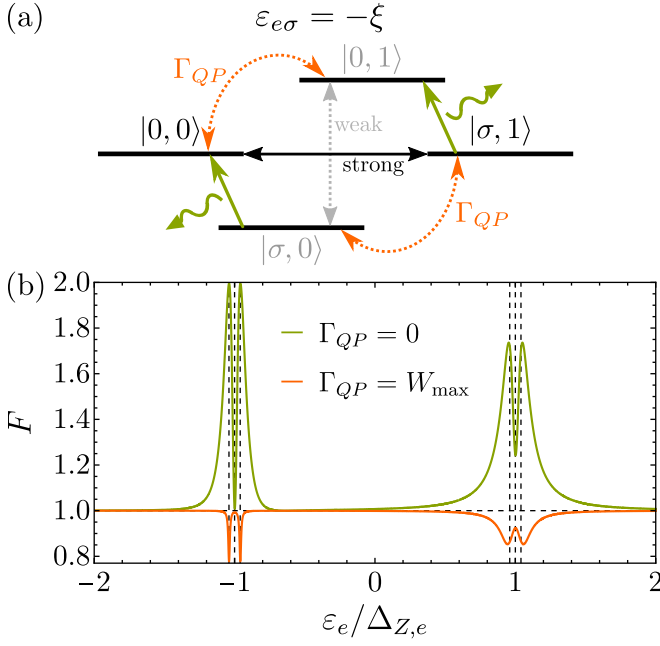 (a)
ε_{eσ} = −ξ
Γ_{QP}
|0, 1⟩
|0, 0⟩
weak
|σ, 1⟩
strong
Γ_{QP}
|σ, 0⟩
(b)
2.0
1.8
1.6
1.4
1.2
1.0
0.8
F
Γ_{QP} = 0
Γ_{QP} = W_{max}
−2 −1 0 1 2
ε_e/Δ_{Z,e}